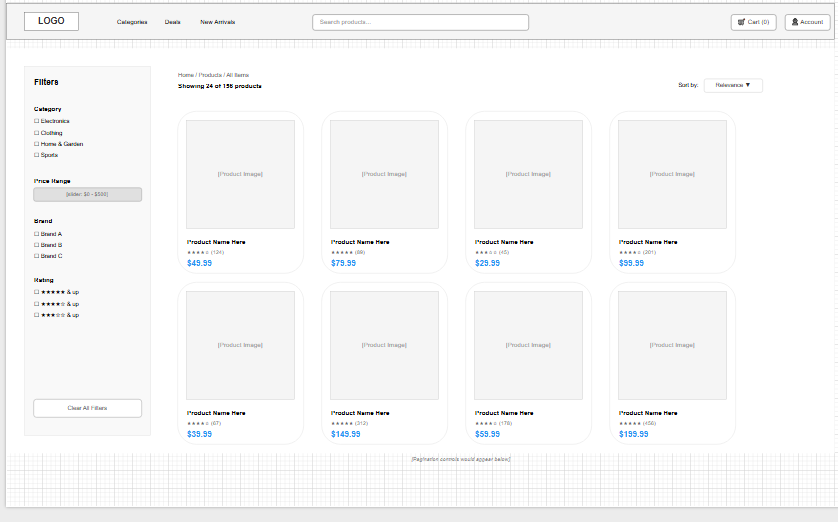 LOGO
Categories Deals New Arrivals
Search products...
🛒 Cart (0)
👤 Account
Filters
Category
☐ Electronics
☐ Clothing
☐ Home & Garden
☐ Sports
Price Range
[slider: $0 - $500]
Brand
☐ Brand A
☐ Brand B
☐ Brand C
Rating
☐ ★★★★★ & up
☐ ★★★★☆ & up
☐ ★★★☆☆ & up
Clear All Filters
Home / Products / All Items
Showing 24 of 156 products
Sort by: Relevance ▼
[Product Image] [Product Image] [Product Image] [Product Image]
Product Name Here Product Name Here Product Name Here Product Name Here
★★★★☆ (124) ★★★★★ (89) ★★★☆☆ (45) ★★★★☆ (201)
$49.99 $79.99 $29.99 $99.99
[Product Image] [Product Image] [Product Image] [Product Image]
Product Name Here Product Name Here Product Name Here Product Name Here
★★★★☆ (67) ★★★★★ (312) ★★★★☆ (178) ★★★★★ (456)
$39.99 $149.99 $59.99 $199.99
[Pagination controls would appear below]